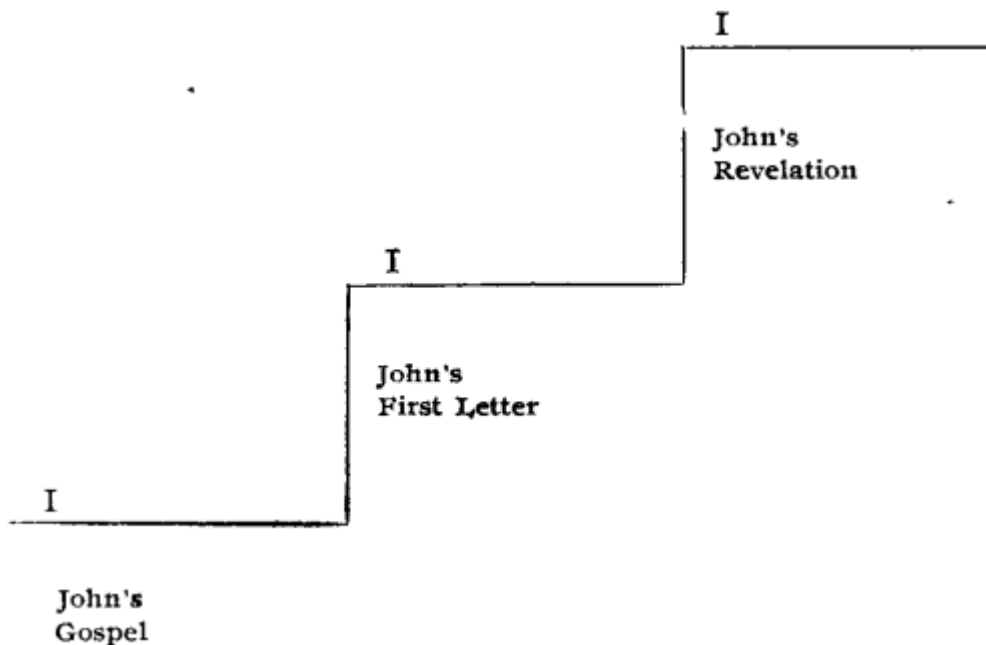 I
John's
Revelation
I
John's
First Letter
I
John's
Gospel